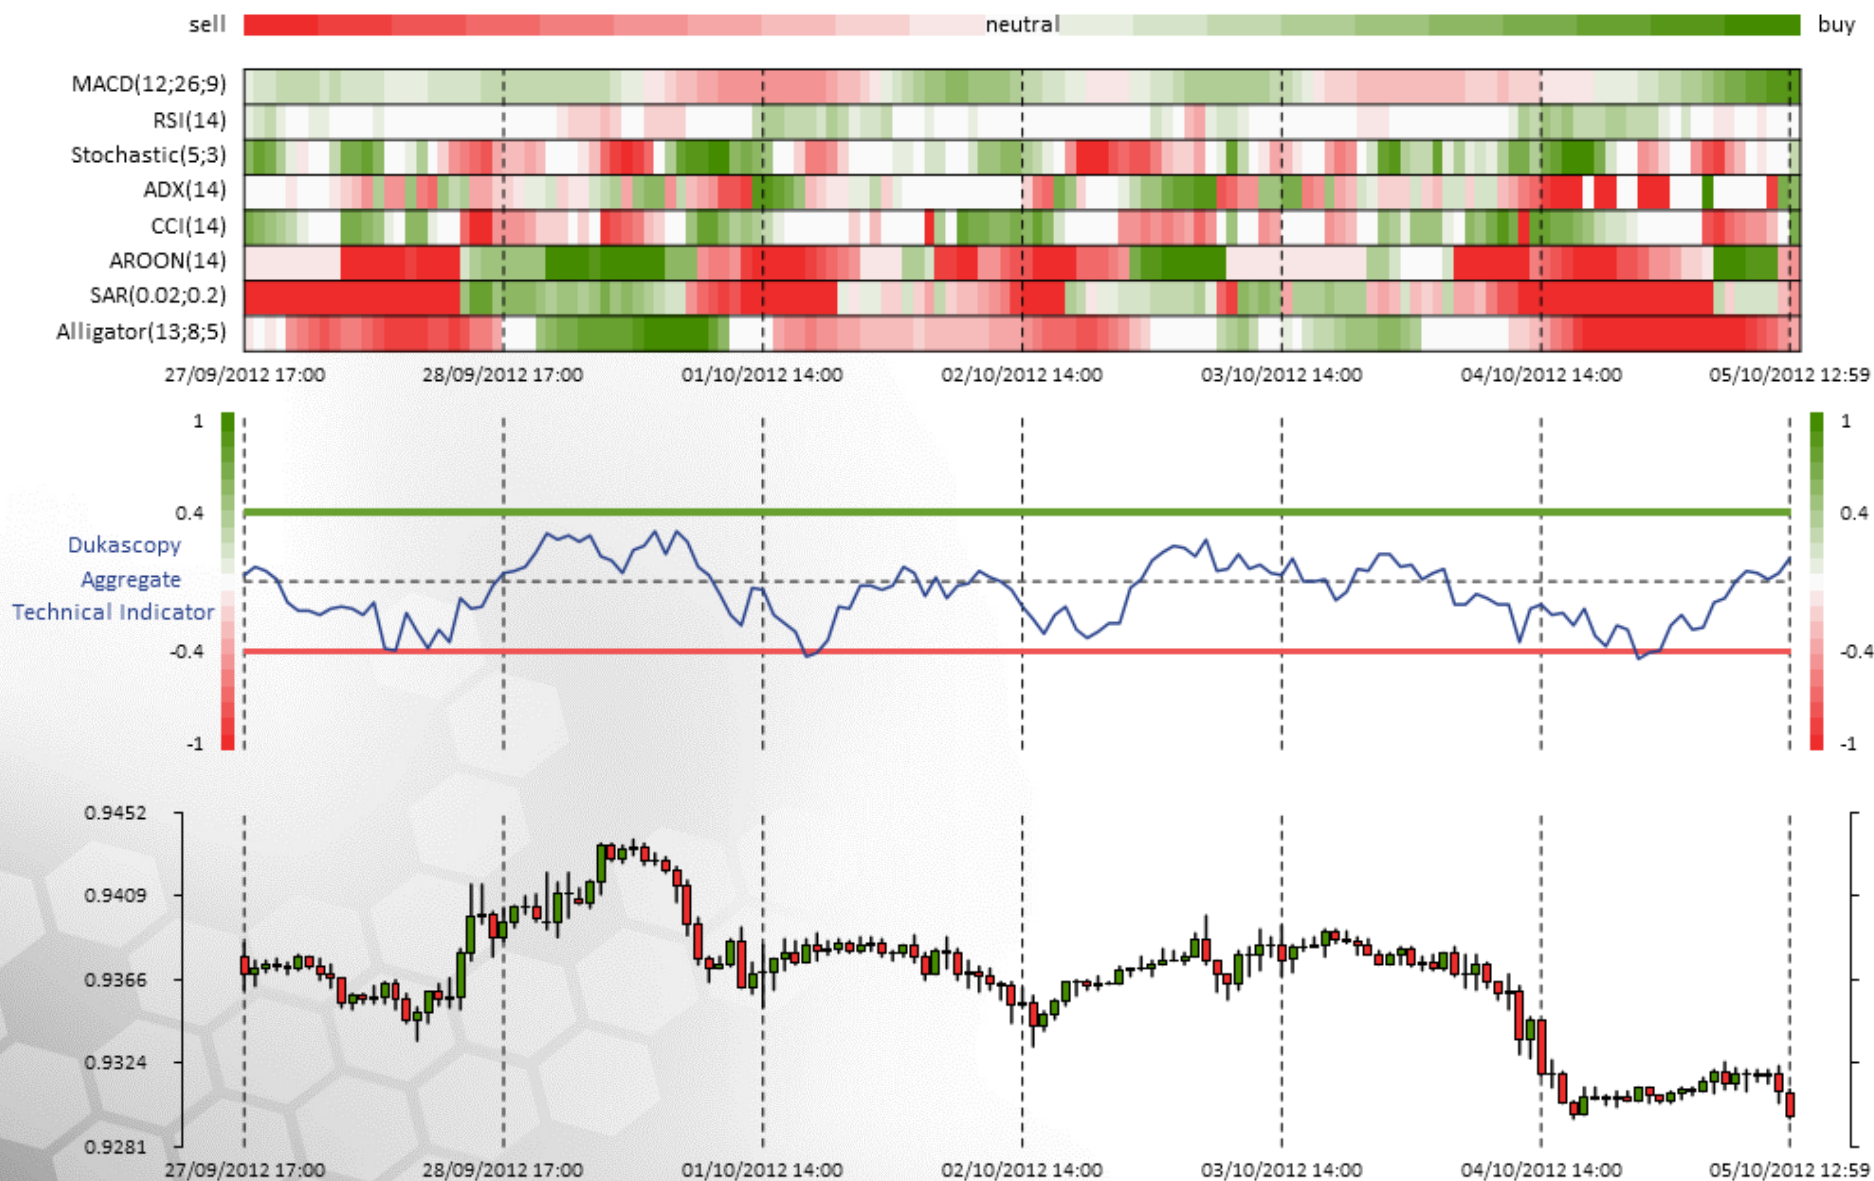 sell neutral buy
MACD(12;26;9)
RSI(14)
Stochastic(5;3)
ADX(14)
CCI(14)
AROON(14)
SAR(0.02;0.2)
Alligator(13;8;5)
27/09/2012 17:00 28/09/2012 17:00 01/10/2012 14:00 02/10/2012 14:00 03/10/2012 14:00 04/10/2012 14:00 05/10/2012 12:59
1 1
0.4 0.4
Dukascopy
Aggregate
Technical Indicator
-0.4 -0.4
-1 -1
0.9452
0.9409
0.9366
0.9324
0.9281
27/09/2012 17:00 28/09/2012 17:00 01/10/2012 14:00 02/10/2012 14:00 03/10/2012 14:00 04/10/2012 14:00 05/10/2012 12:59